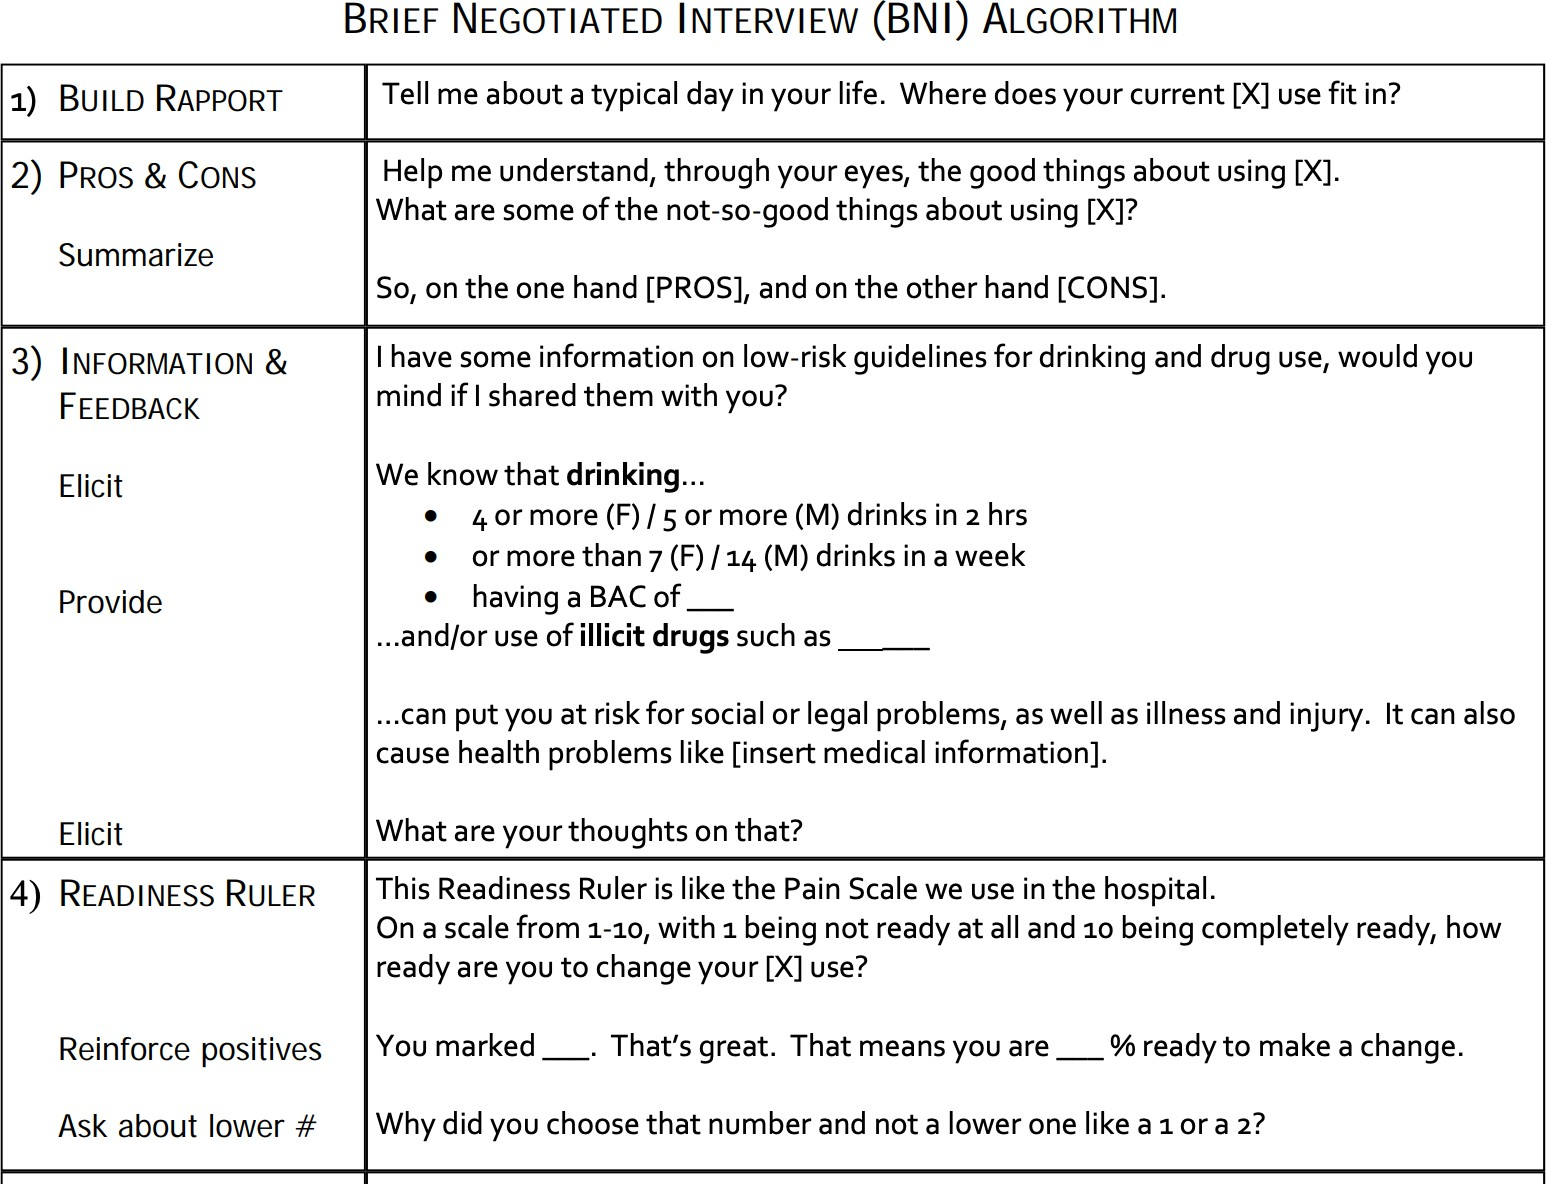 BRIEF NEGOTIATED INTERVIEW (BNI) ALGORITHM
1) BUILD RAPPORT
Tell me about a typical day in your life. Where does your current [X] use fit in?
2) PROS & CONS
Summarize
Help me understand, through your eyes, the good things about using [X].
What are some of the not-so-good things about using [X]?
So, on the one hand [PROS], and on the other hand [CONS].
3) INFORMATION &
FEEDBACK
Elicit
Provide
Elicit
I have some information on low-risk guidelines for drinking and drug use, would you
mind if I shared them with you?
We know that drinking...
• 4 or more (F) / 5 or more (M) drinks in 2 hrs
• or more than 7 (F) / 14 (M) drinks in a week
• having a BAC of ___
...and/or use of illicit drugs such as ______
...can put you at risk for social or legal problems, as well as illness and injury. It can also
cause health problems like [insert medical information].
What are your thoughts on that?
4) READINESS RULER
Reinforce positives
Ask about lower #
This Readiness Ruler is like the Pain Scale we use in the hospital.
On a scale from 1-10, with 1 being not ready at all and 10 being completely ready, how
ready are you to change your [X] use?
You marked ___. That's great. That means you are ___ % ready to make a change.
Why did you choose that number and not a lower one like a 1 or a 2?